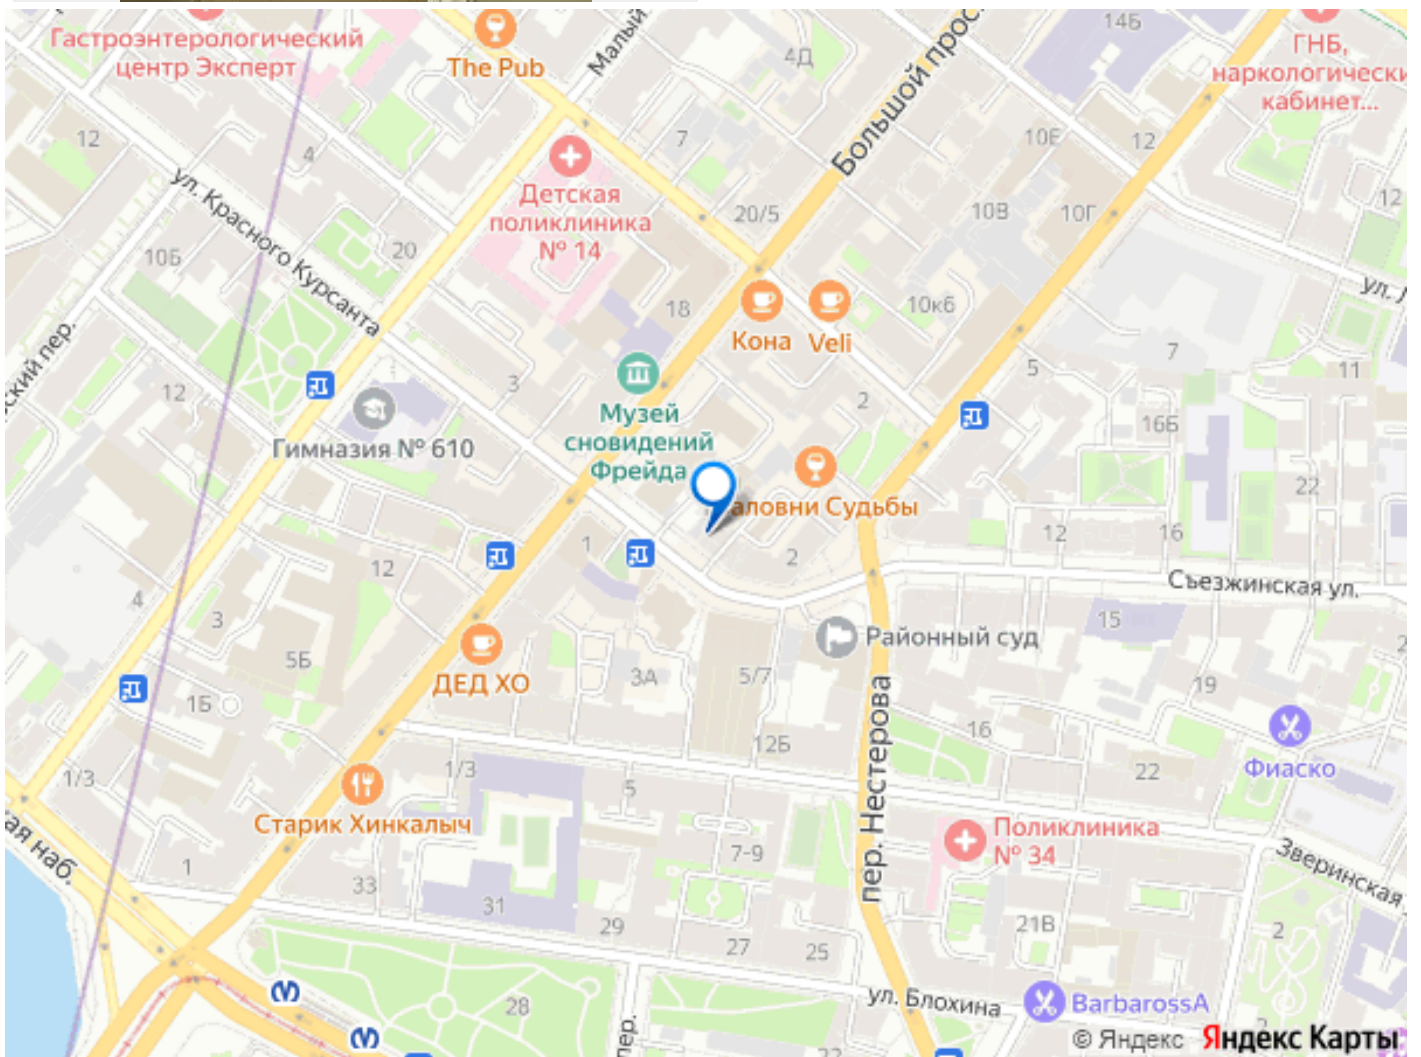 Гастроэнтерологический
центр Эксперт
The Pub
Малый
4Д
Большой прос
14Б
ГНБ,
наркологически
кабинет...
12
4
7
10Е
12
Детская
поликлиника
№ 14
20/5
10В
10Г
12
ул. Красного Курсанта
10Б
20
18
Кона
Veli
10к6
ул. Л
ский пер.
12
3
7
5
11
Музей
сновидений
Фрейда
2
16Б
Гимназия № 610
22
аловни Судьбы
1
2
12
16
12
Съезжинская ул.
4
3
15
Районный суд
5Б
ДЕД ХО
3А
5/7
19
1Б
пер. Нестерова
16
12Б
Фиаско
1/3
1/3
5
22
Старик Хинкалыч
Поликлиника
№ 34
7-9
Зверинская
ая наб.
1
33
31
29
27
25
21В
2
28
ул. Блохина
BarbarossA
пер.
22
© Яндекс Яндекс Карты